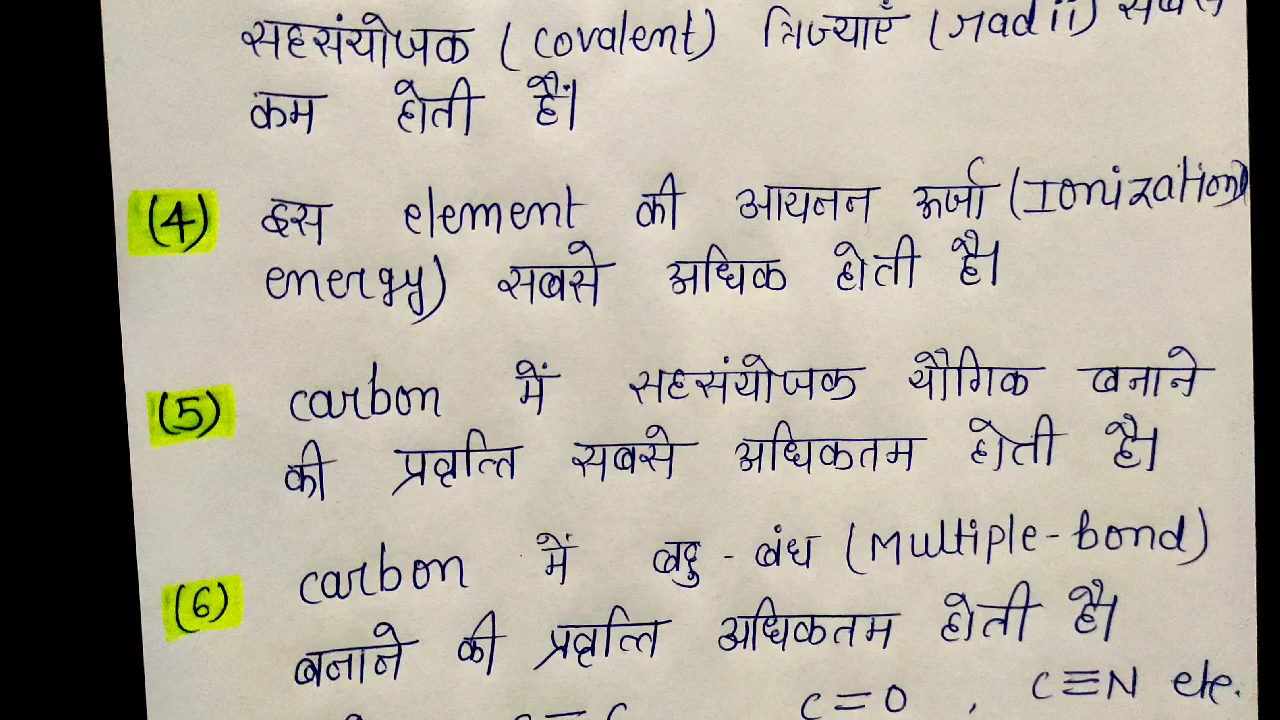 सहसंयोजक (covalent) त्रिज्याएँ (radii) सबसे
कम होती हैं।
(4) इस element की आयनन ऊर्जा (Ionization
energy) सबसे अधिक होती है।
(5) carbon में सहसंयोजक यौगिक बनाने
की प्रवृत्ति सबसे अधिकतम होती है।
(6) carbon में बहु-बंध (Multiple-bond)
बनाने की प्रवृत्ति अधिकतम होती है।
C=O , C≡N etc.